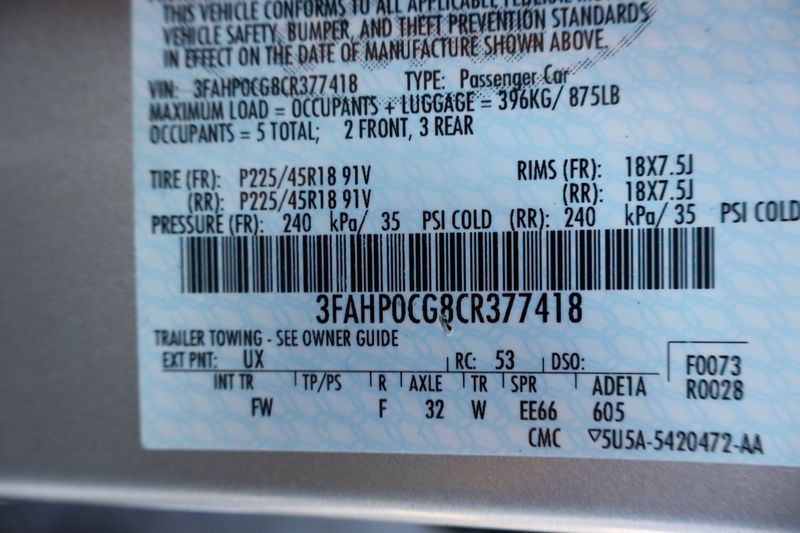 THIS VEHICLE CONFORMS TO ALL APPLICABLE FEDERAL
VEHICLE SAFETY, BUMPER, AND THEFT PREVENTION STANDARDS
IN EFFECT ON THE DATE OF MANUFACTURE SHOWN ABOVE.
VIN: 3FAHP0CG8CR377418 TYPE: Passenger Car
MAXIMUM LOAD = OCCUPANTS + LUGGAGE = 396KG/ 875LB
OCCUPANTS = 5 TOTAL; 2 FRONT, 3 REAR
TIRE (FR): P225/45R18 91V RIMS (FR): 18X7.5J
(RR): P225/45R18 91V (RR): 18X7.5J
PRESSURE (FR): 240 kPa/ 35 PSI COLD (RR): 240 kPa/ 35 PSI COLD
3FAHP0CG8CR377418
TRAILER TOWING - SEE OWNER GUIDE
EXT PNT: UX RC: 53 DSO: F0073
INT TR TP/PS R AXLE TR SPR ADE1A R0028
FW F 32 W EE66 605
CMC ▽5U5A-5420472-AA